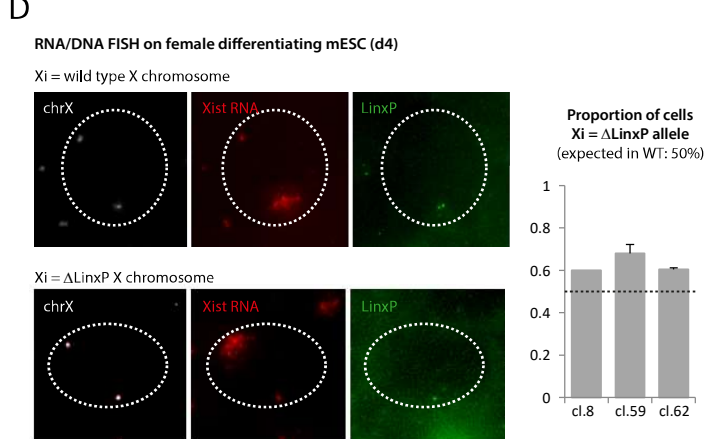 D
RNA/DNA FISH on female differentiating mESC (d4)
Xi = wild type X chromosome
chrX
Xist RNA
LinxP
Xi = ΔLinxP X chromosome
chrX
Xist RNA
LinxP
Proportion of cells
Xi = ΔLinxP allele
(expected in WT: 50%)
1
0.8
0.6
0.4
0.2
0
cl.8
cl.59
cl.62